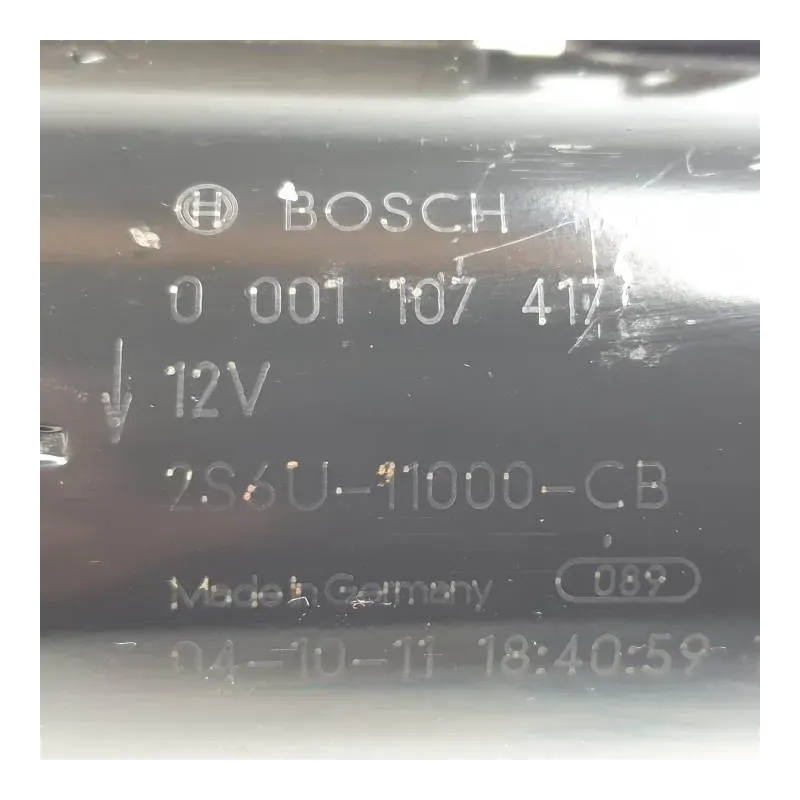 BOSCH
0 001 107 417
12V
2S6U-11000-CB
Made in Germany 089
04-10-11 18:40:59